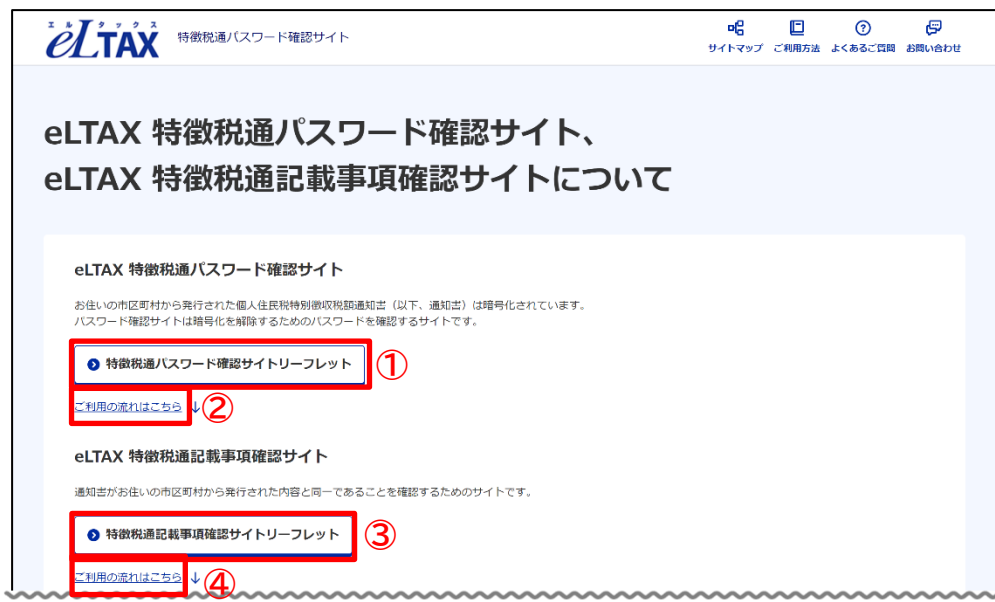 エルタックス
eLTAX 特徴税通パスワード確認サイト
サイトマップ ご利用方法 よくあるご質問 お問い合わせ
eLTAX 特徴税通パスワード確認サイト、
eLTAX 特徴税通記載事項確認サイトについて
eLTAX 特徴税通パスワード確認サイト
お住いの市区町村から発行された個人住民税特別徴収税額通知書（以下、通知書）は暗号化されています。
パスワード確認サイトは暗号化を解除するためのパスワードを確認するサイトです。
特徴税通パスワード確認サイトリーフレット ①
ご利用の流れはこちら ↓ ②
eLTAX 特徴税通記載事項確認サイト
通知書がお住いの市区町村から発行された内容と同一であることを確認するためのサイトです。
特徴税通記載事項確認サイトリーフレット ③
ご利用の流れはこちら ↓ ④